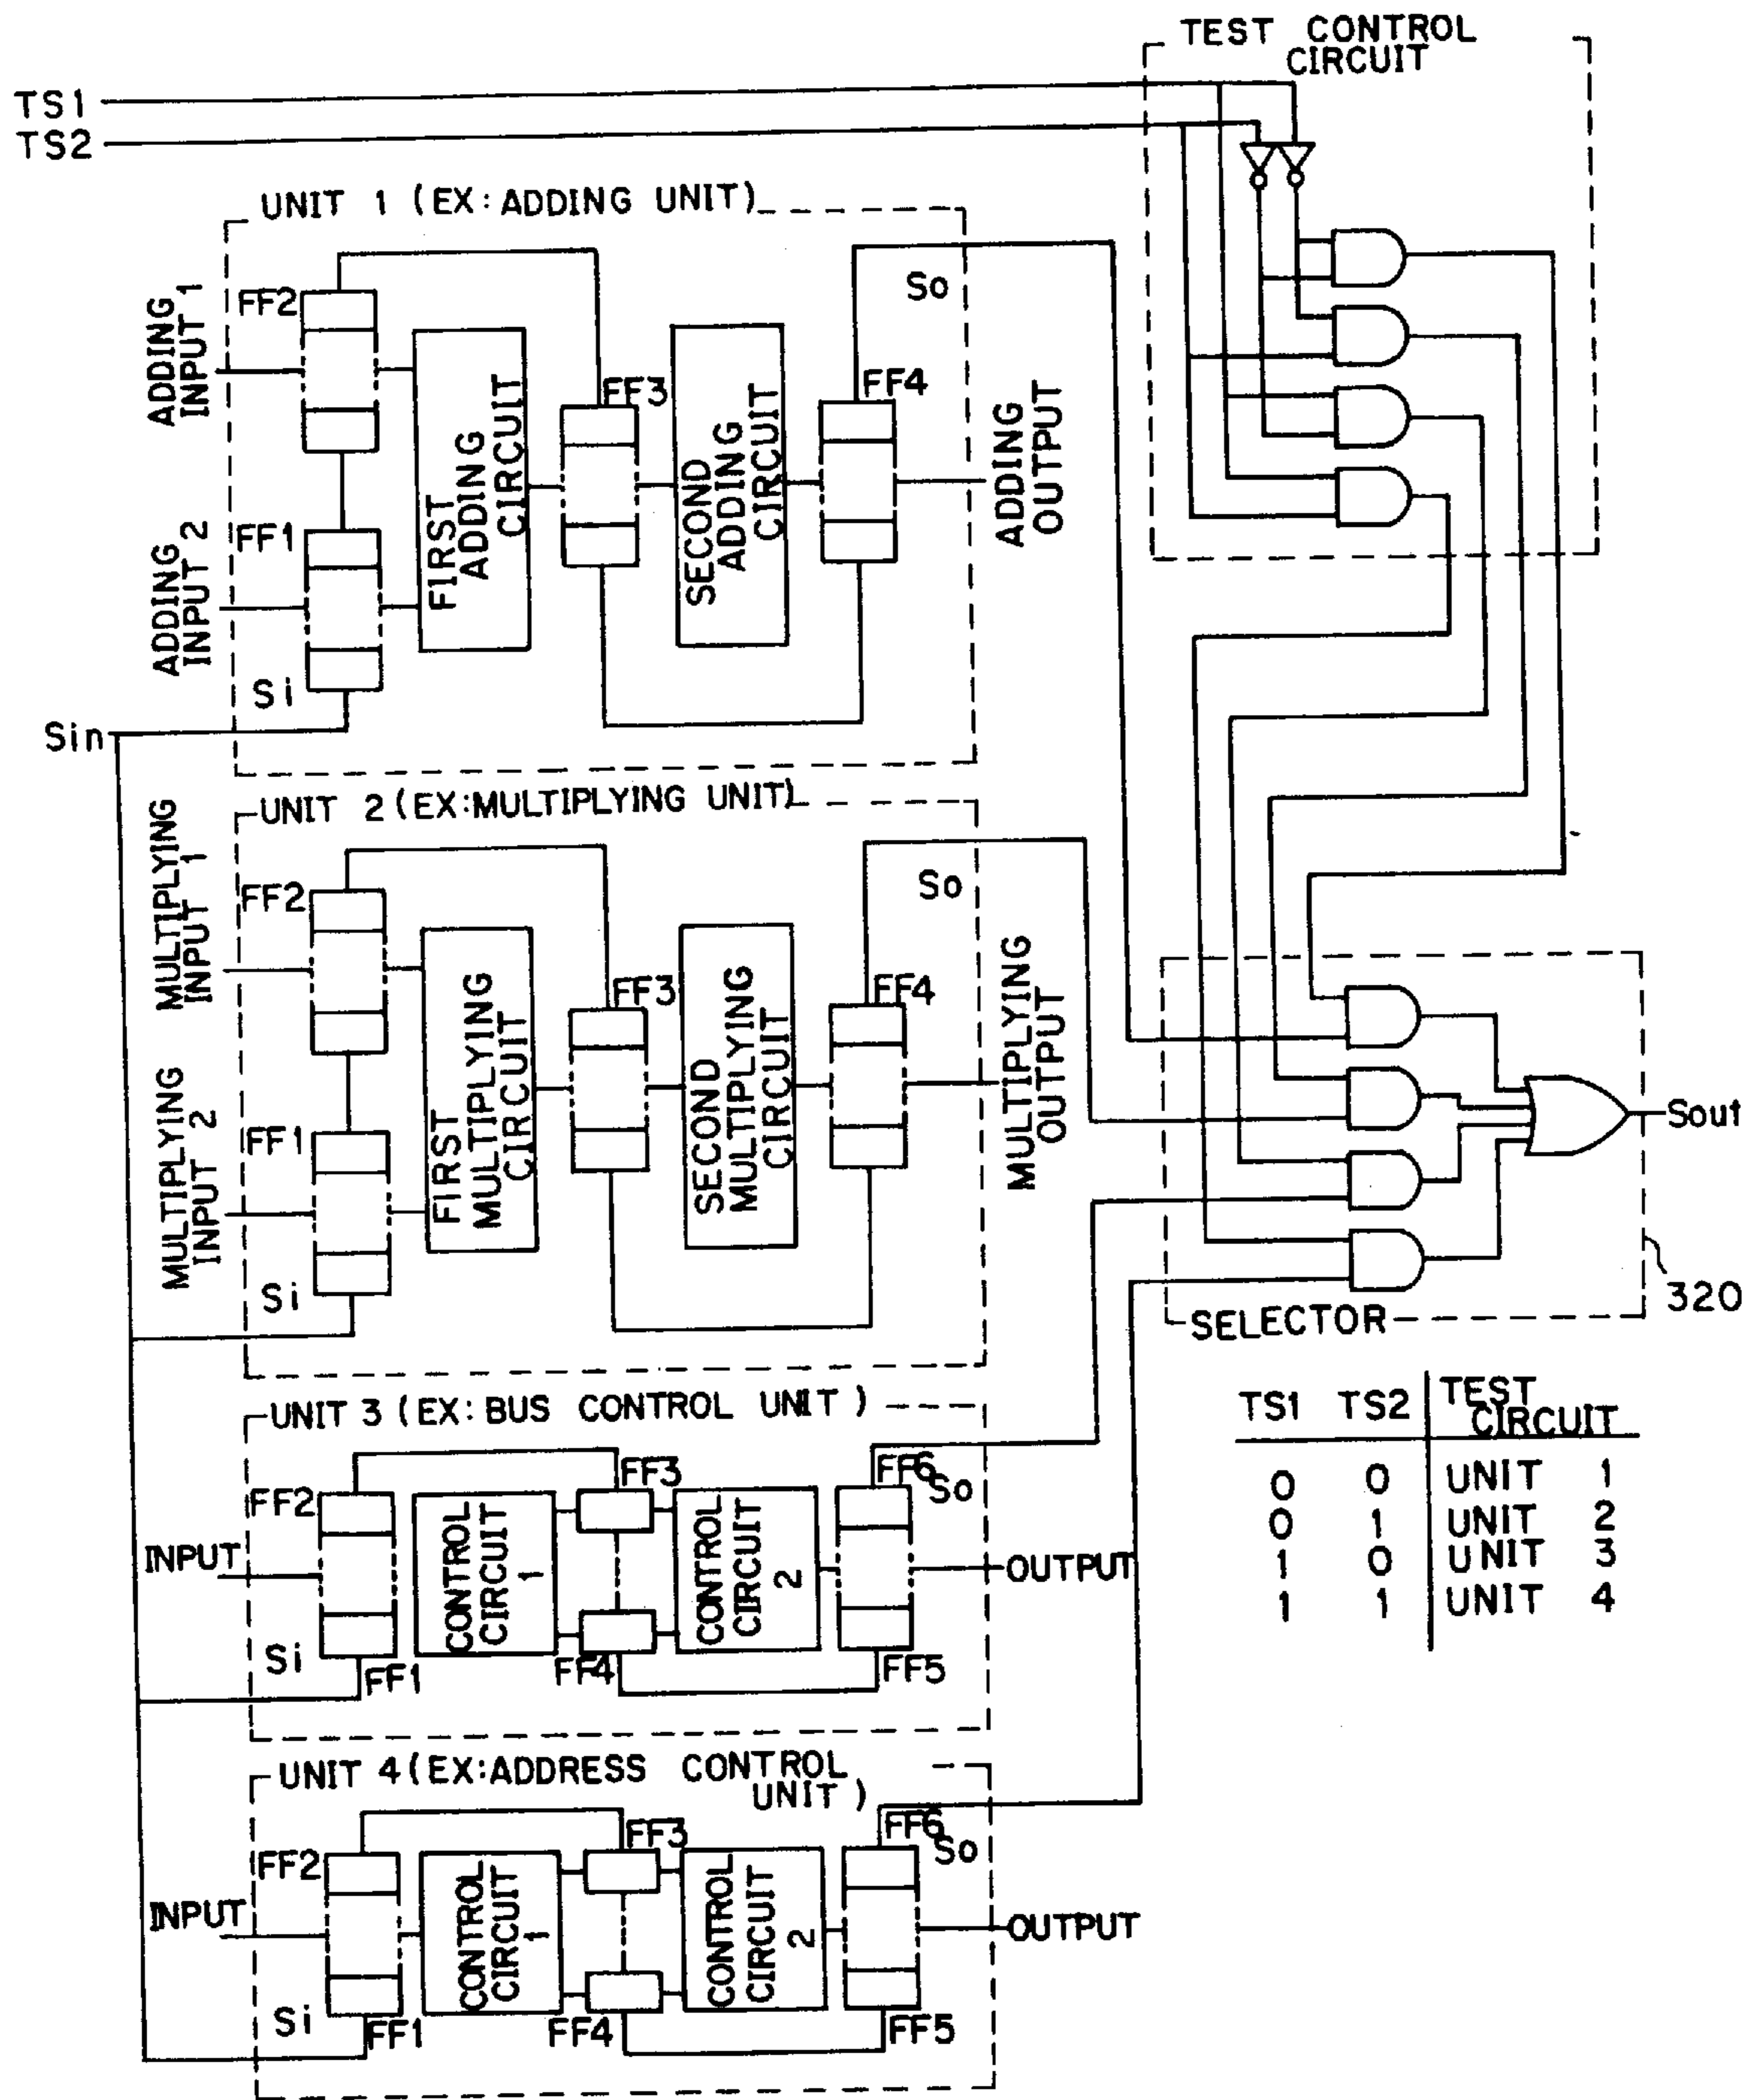 TEST CONTROL
CIRCUIT
TS1
TS2
UNIT 1 (EX:ADDING UNIT)
ADDING
INPUT 1
FF2
FIRST
ADDING
CIRCUIT
FF3
SECOND
ADDING
CIRCUIT
So
FF4
ADDING
OUTPUT
ADDING
INPUT 2
FF1
Si
Sin
UNIT 2 (EX:MULTIPLYING UNIT)
MULTIPLYING
INPUT 1
FF2
FIRST
MULTIPLYING
CIRCUIT
FF3
SECOND
MULTIPLYING
CIRCUIT
So
FF4
MULTIPLYING
OUTPUT
MULTIPLYING
INPUT 2
FF1
Si
Sout
320
SELECTOR
UNIT 3 (EX: BUS CONTROL UNIT )
INPUT
FF2
CONTROL
CIRCUIT
1
FF3
CONTROL
CIRCUIT
2
FF6
So
OUTPUT
Si
FF1
FF4
FF5
TS1 TS2 TEST
CIRCUIT
0 0 UNIT 1
0 1 UNIT 2
1 0 UNIT 3
1 1 UNIT 4
UNIT 4 (EX:ADDRESS CONTROL
UNIT )
INPUT
FF2
CONTROL
CIRCUIT
1
FF3
CONTROL
CIRCUIT
2
FF6
So
OUTPUT
Si
FF1
FF4
FF5